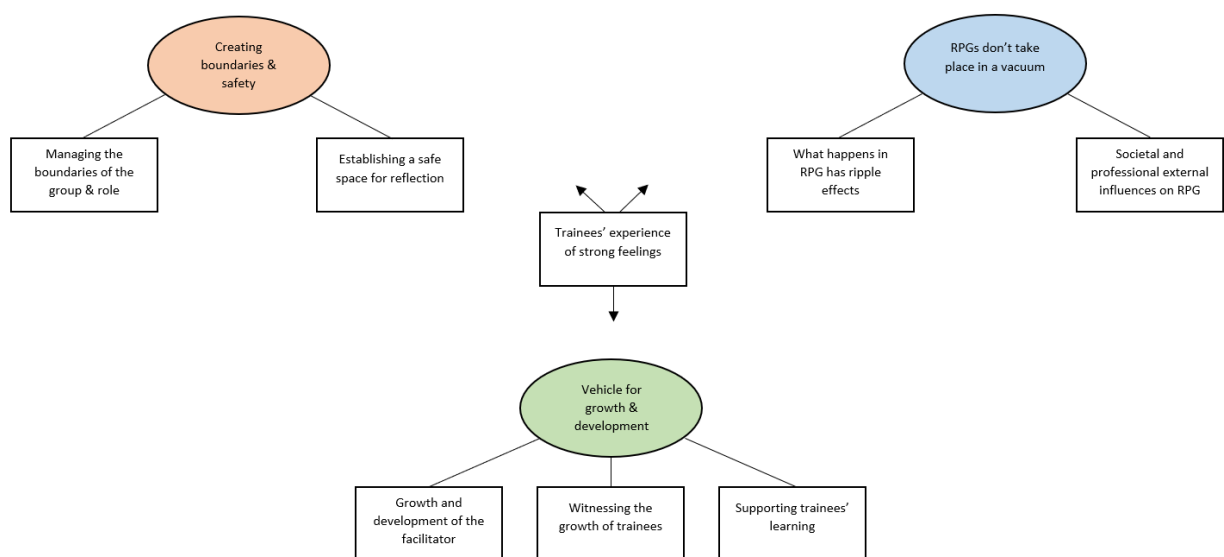 Creating
boundaries &
safety
RPGs don’t take
place in a vacuum
Managing the
boundaries of the
group & role
Establishing a safe
space for reflection
What happens in
RPG has ripple
effects
Societal and
professional external
influences on RPG
Trainees’ experience
of strong feelings
Vehicle for
growth &
development
Growth and
development of the
facilitator
Witnessing the
growth of trainees
Supporting trainees’
learning